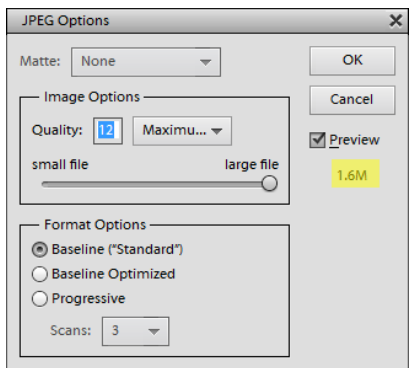 JPEG Options
Matte: None
OK
Image Options
Cancel
Quality: 12 Maximu...
Preview
small file large file
1.6M
Format Options
Baseline ("Standard")
Baseline Optimized
Progressive
Scans: 3